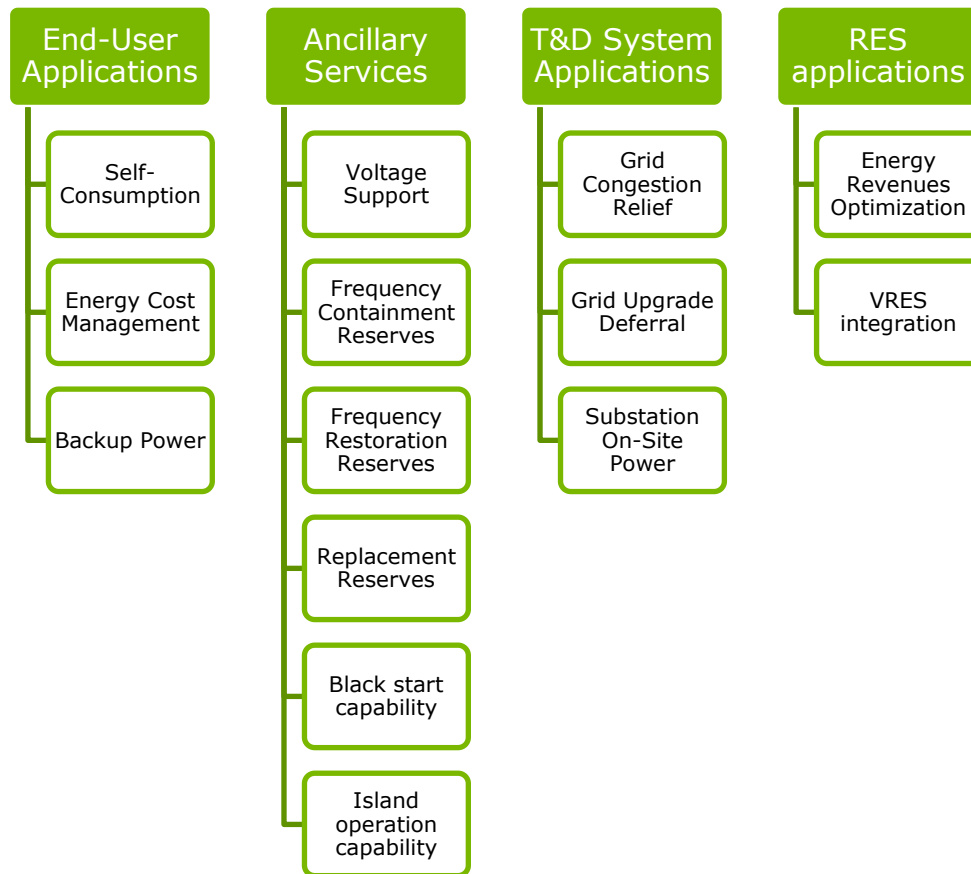 End-User
Applications
Self-
Consumption
Energy Cost
Management
Backup Power
Ancillary
Services
Voltage
Support
Frequency
Containment
Reserves
Frequency
Restoration
Reserves
Replacement
Reserves
Black start
capability
Island
operation
capability
T&D System
Applications
Grid
Congestion
Relief
Grid Upgrade
Deferral
Substation
On-Site
Power
RES
applications
Energy
Revenues
Optimization
VRES
integration